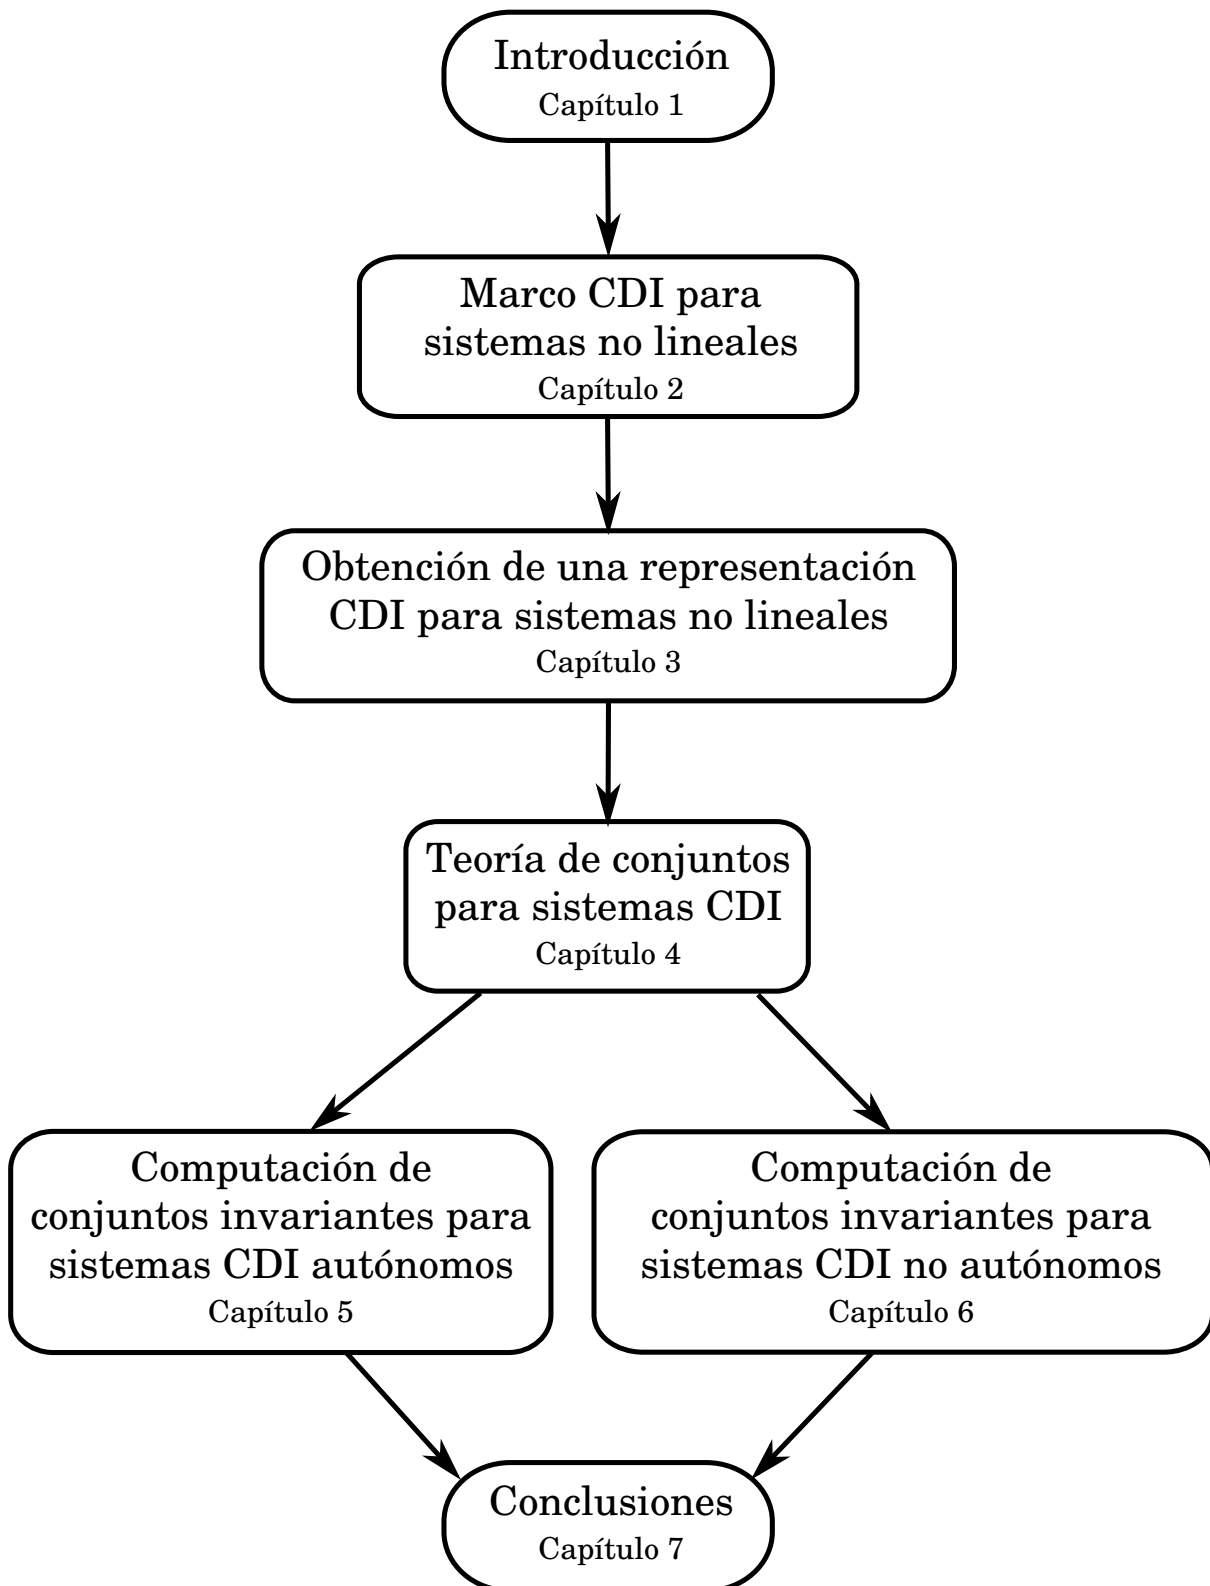 Introducción
Capítulo 1
Marco CDI para
sistemas no lineales
Capítulo 2
Obtención de una representación
CDI para sistemas no lineales
Capítulo 3
Teoría de conjuntos
para sistemas CDI
Capítulo 4
Computación de
conjuntos invariantes para
sistemas CDI autónomos
Capítulo 5
Computación de
conjuntos invariantes para
sistemas CDI no autónomos
Capítulo 6
Conclusiones
Capítulo 7